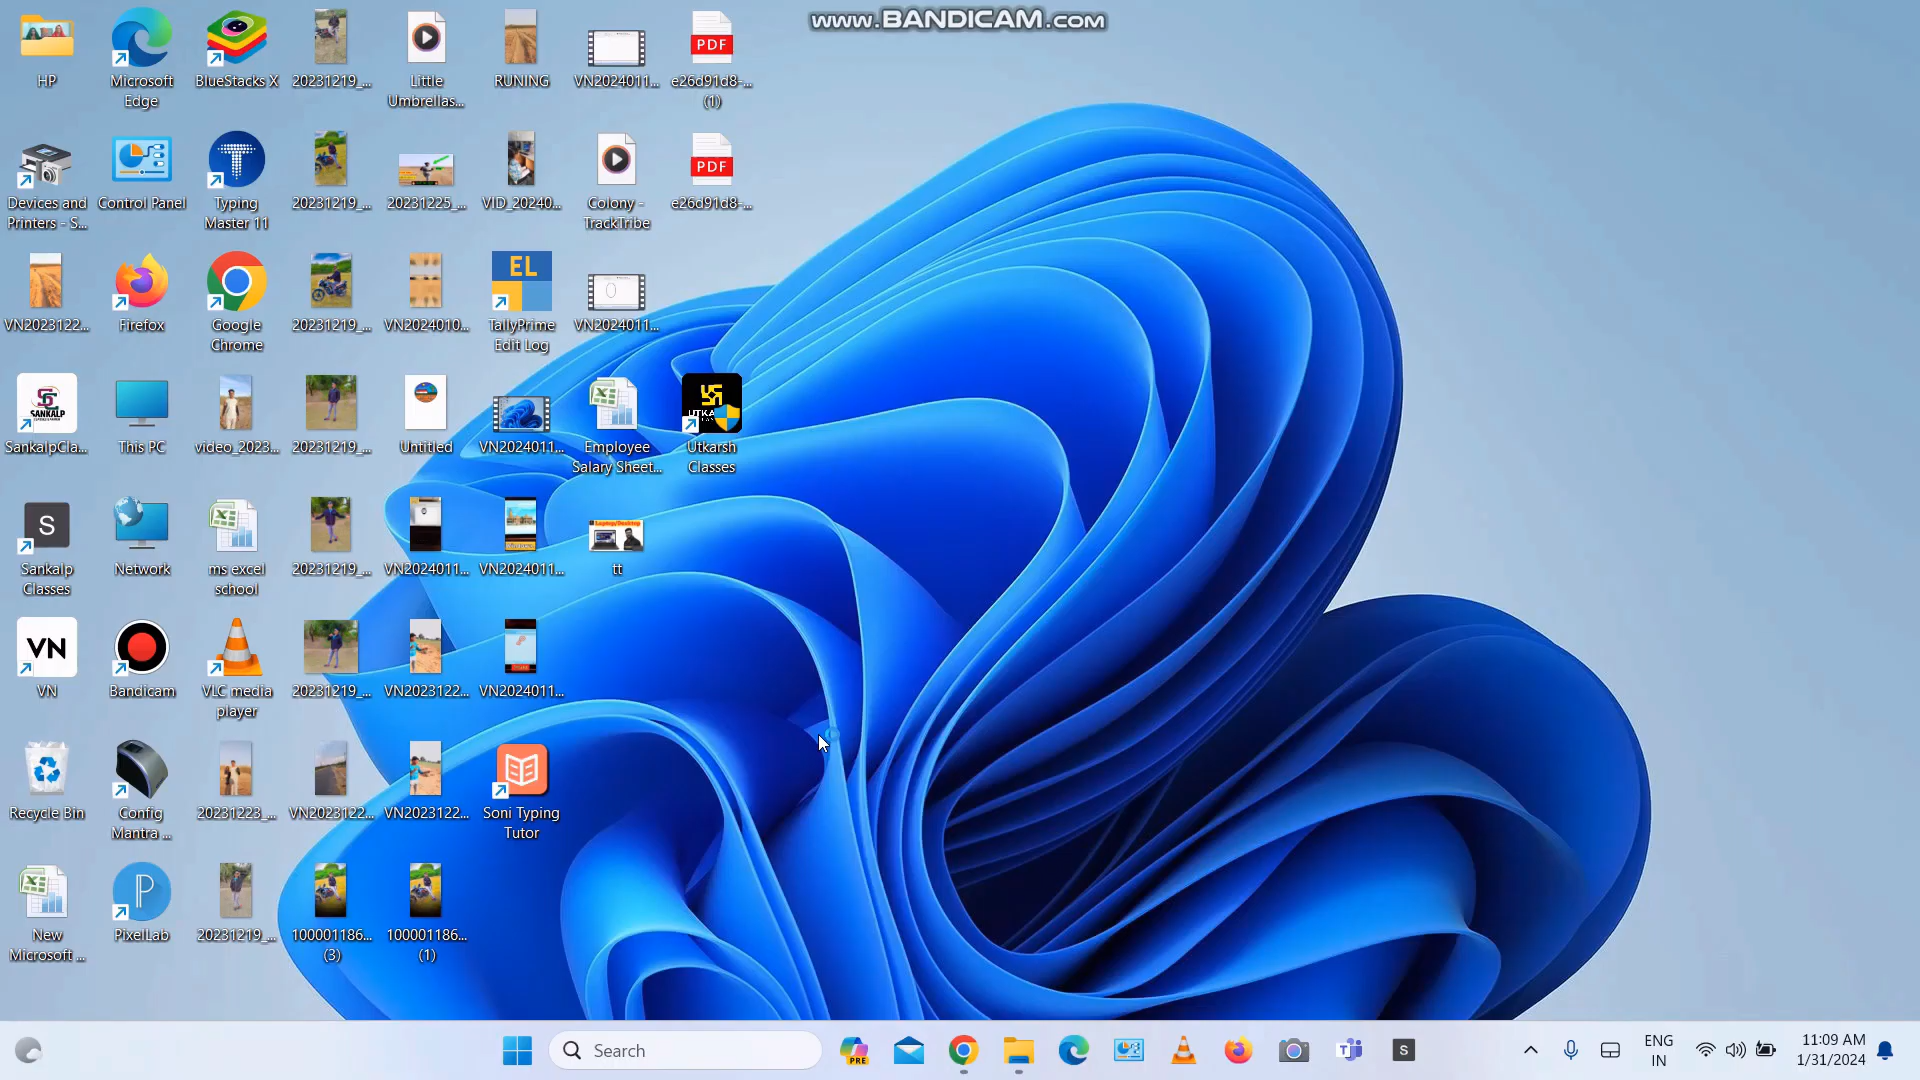 www.BANDICAM.com
HP
Microsoft
Edge
BlueStacks X
20231219_...
Little
Umbrellas...
RUNING
VN2024011...
PDF
e26d91d8-...
(1)
Devices and
Printers - S...
Control Panel
Typing
Master 11
20231219_...
20231225_...
VID_20240...
Colony -
TrackTribe
PDF
e26d91d8-...
VN2023122...
Firefox
Google
Chrome
20231219_...
VN2024010...
EL
TallyPrime
Edit Log
VN2024011...
SANKALP
SankalpCla...
This PC
video_2023...
20231219_...
Untitled
VN2024011...
Employee
Salary Sheet...
Utkarsh
Classes
S
Sankalp
Classes
Network
ms excel
school
20231219_...
VN2024011...
VN2024011...
Laptop/Desktop
tt
VN
VN
Bandicam
VLC media
player
20231219_...
VN2023122...
VN2024011...
Recycle Bin
Config
Mantra ...
20231223_...
VN2023122...
VN2023122...
Soni Typing
Tutor
New
Microsoft ...
P
PixelLab
20231219_...
100001186...
(3)
100001186...
(1)
Search
PRE
S
ENG
IN
11:09 AM
1/31/2024